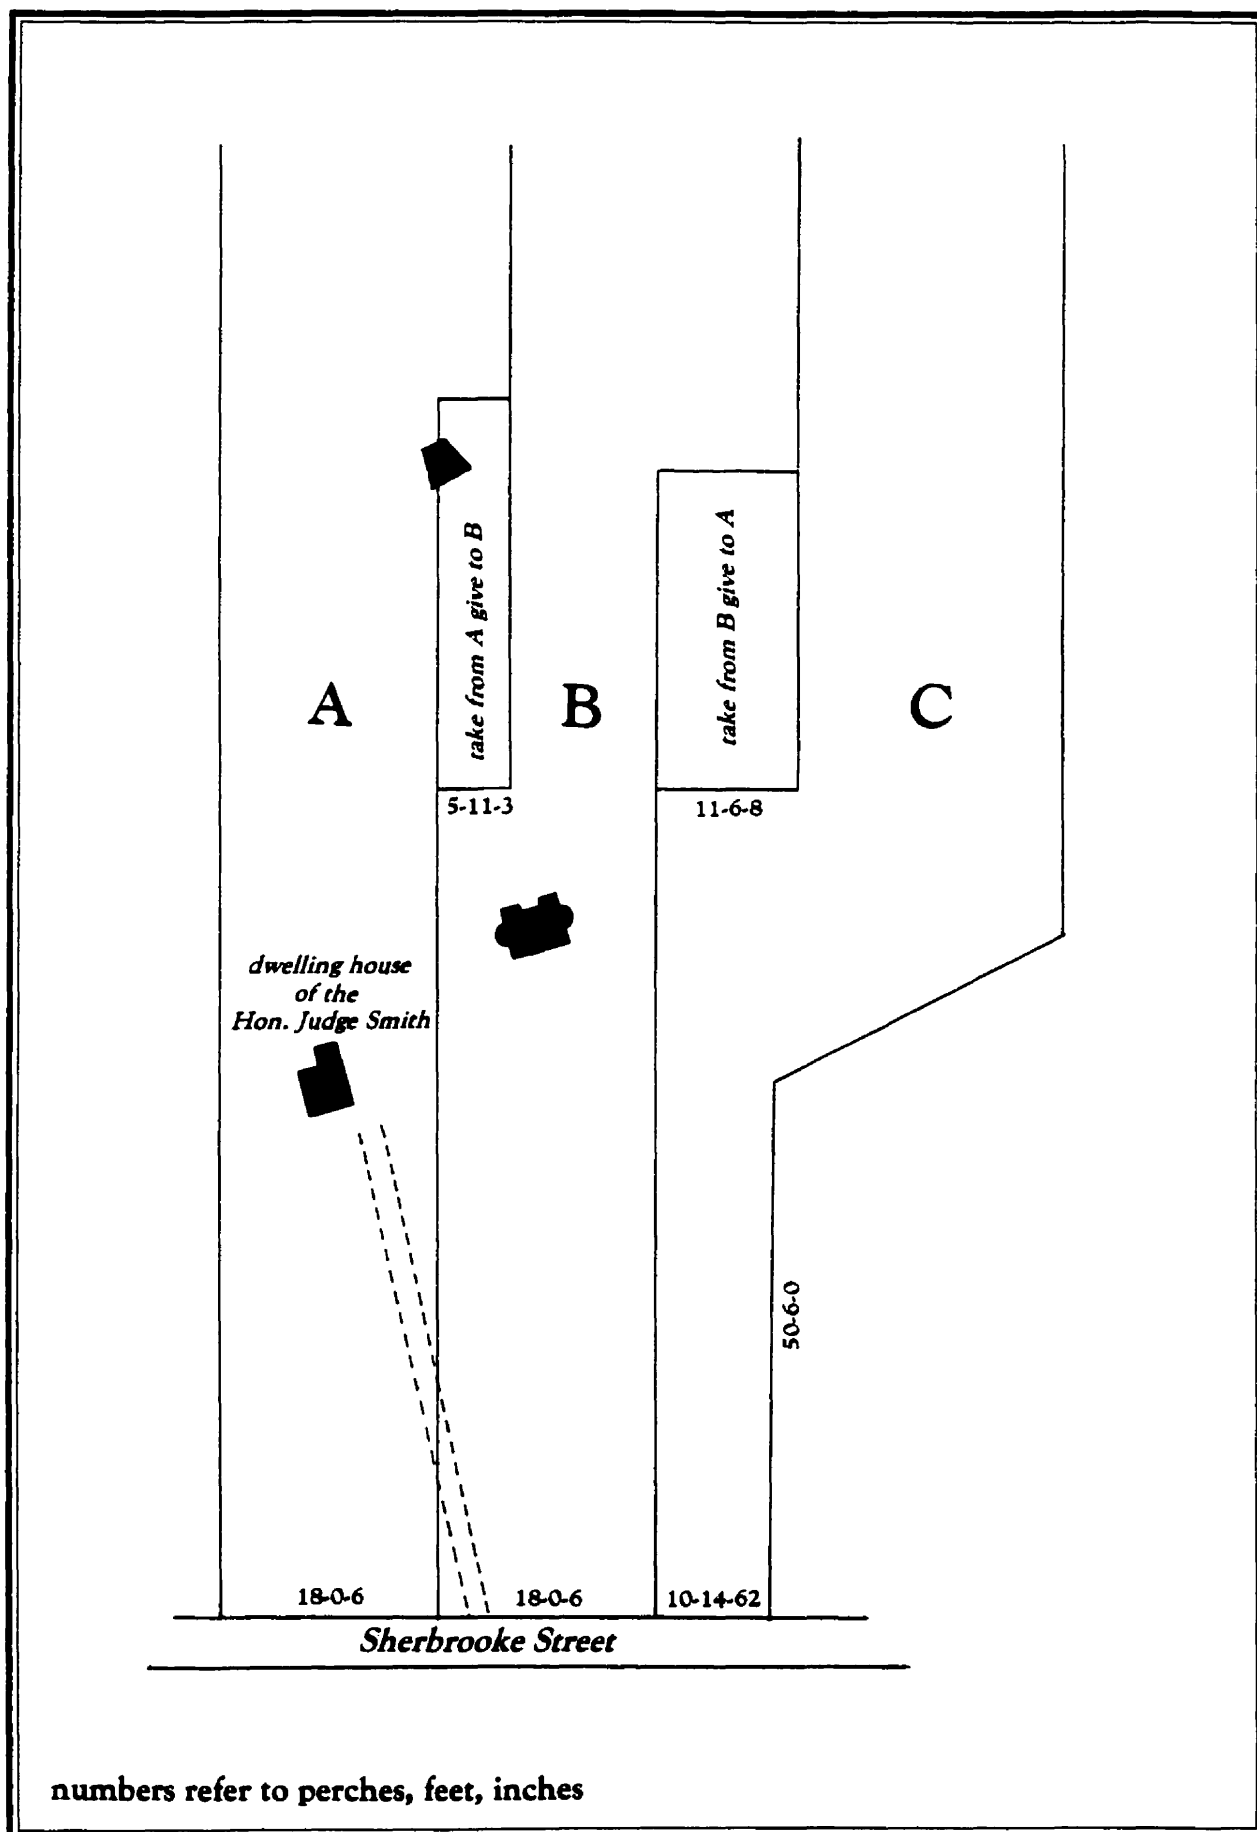 take from A give to B
take from B give to A
A
B
C
5-11-3
11-6-8
dwelling house
of the
Hon. Judge Smith
50-6-0
18-0-6
18-0-6
10-14-62
Sherbrooke Street
numbers refer to perches, feet, inches